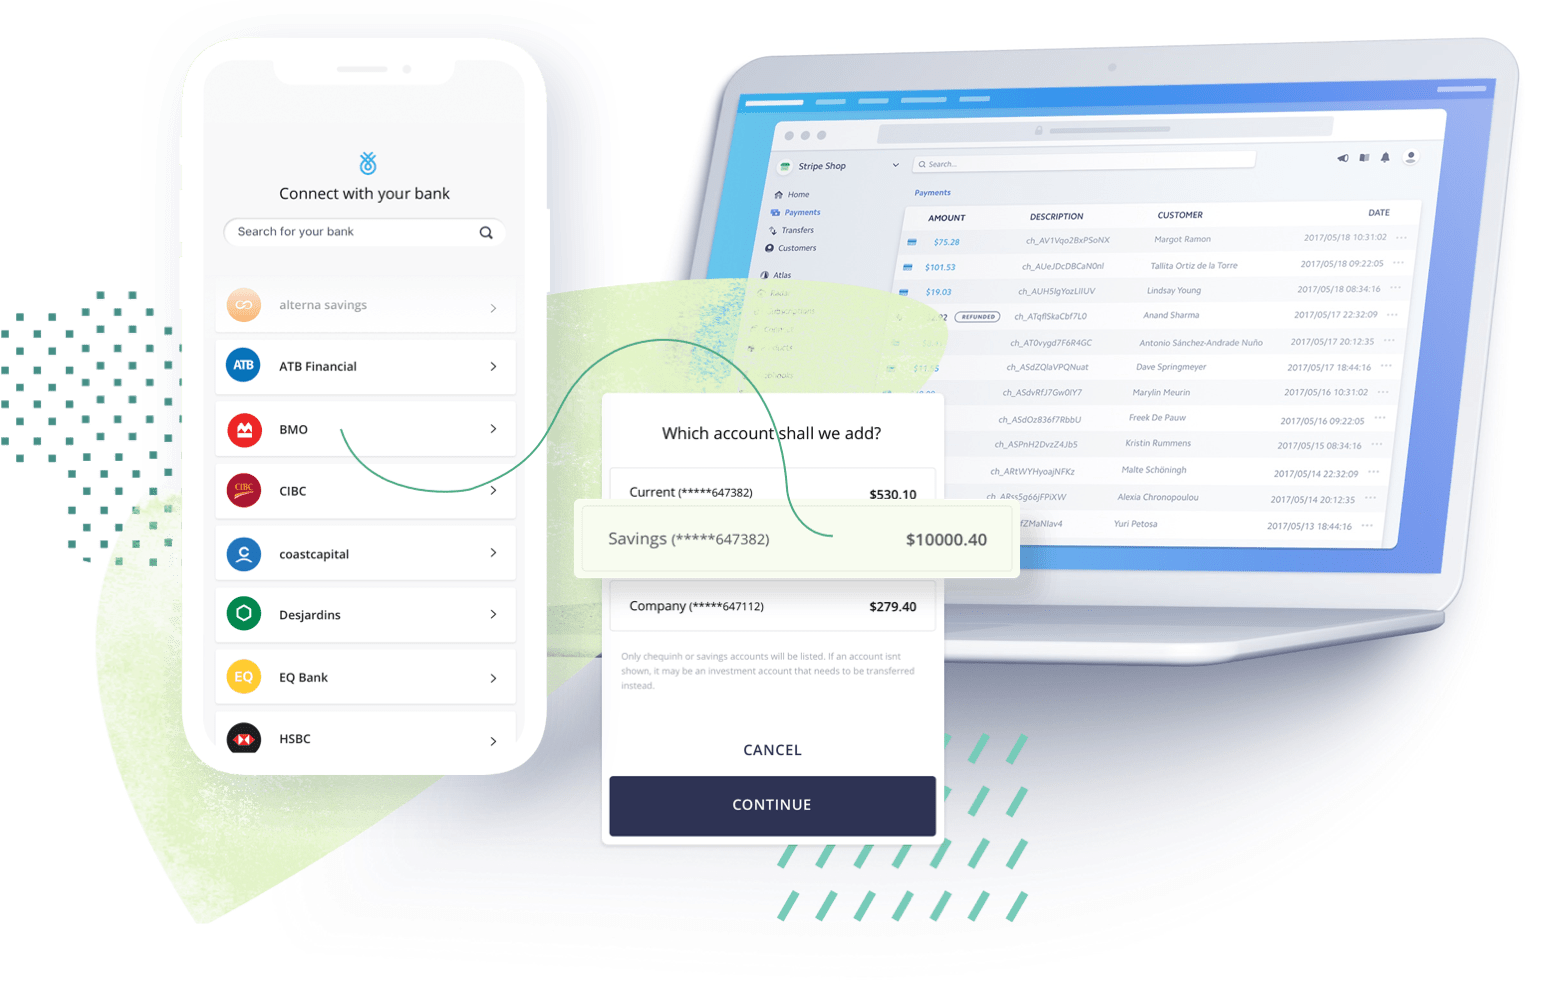 Connect with your bank
Search for your bank
alterna savings
ATB
ATB Financial
BMO
CIBC
CIBC
coastcapital
Desjardins
EQ
EQ Bank
HSBC
Which account shall we add?
Current (*****647382) $530.10
Savings (*****647382) $10000.40
Company (*****647112) $279.40
Only chequinh or savings accounts will be listed. If an account isnt
shown, it may be an investment account that needs to be transferred
instead.
CANCEL
CONTINUE
Stripe Shop
Search...
Home
Payments
Transfers
Customers
Atlas
Payments
AMOUNT DESCRIPTION CUSTOMER DATE
$75.28 ch_AV1Vqo2BxPSoNX Margot Ramon 2017/05/18 10:31:02
$101.53 ch_AUeJDcDBCaN0nl Tallita Ortiz de la Torre 2017/05/18 09:22:05
$19.03 ch_AUH5lgYozLIIUV Lindsay Young 2017/05/18 08:34:16
REFUNDED ch_ATqflSkaCbf7L0 Anand Sharma 2017/05/17 22:32:09
ch_AT0vygd7F6R4GC Antonio Sánchez-Andrade Nuño 2017/05/17 20:12:35
$11.55 ch_ASdZQlaVPQNuat Dave Springmeyer 2017/05/17 18:44:16
ch_ASdvRfJ7Gw0lY7 Marylin Meurin 2017/05/16 10:31:02
ch_ASdOz836f7RbbU Freek De Pauw 2017/05/16 09:22:05
ch_ASPnH2DvzZ4Jb5 Kristin Rummens 2017/05/15 08:34:16
ch_ARtWYHyoajNFKz Malte Schöningh 2017/05/14 22:32:09
ch_ARss5g66jFPiXW Alexia Chronopoulou 2017/05/14 20:12:35
fZMaNlav4 Yuri Petosa 2017/05/13 18:44:16